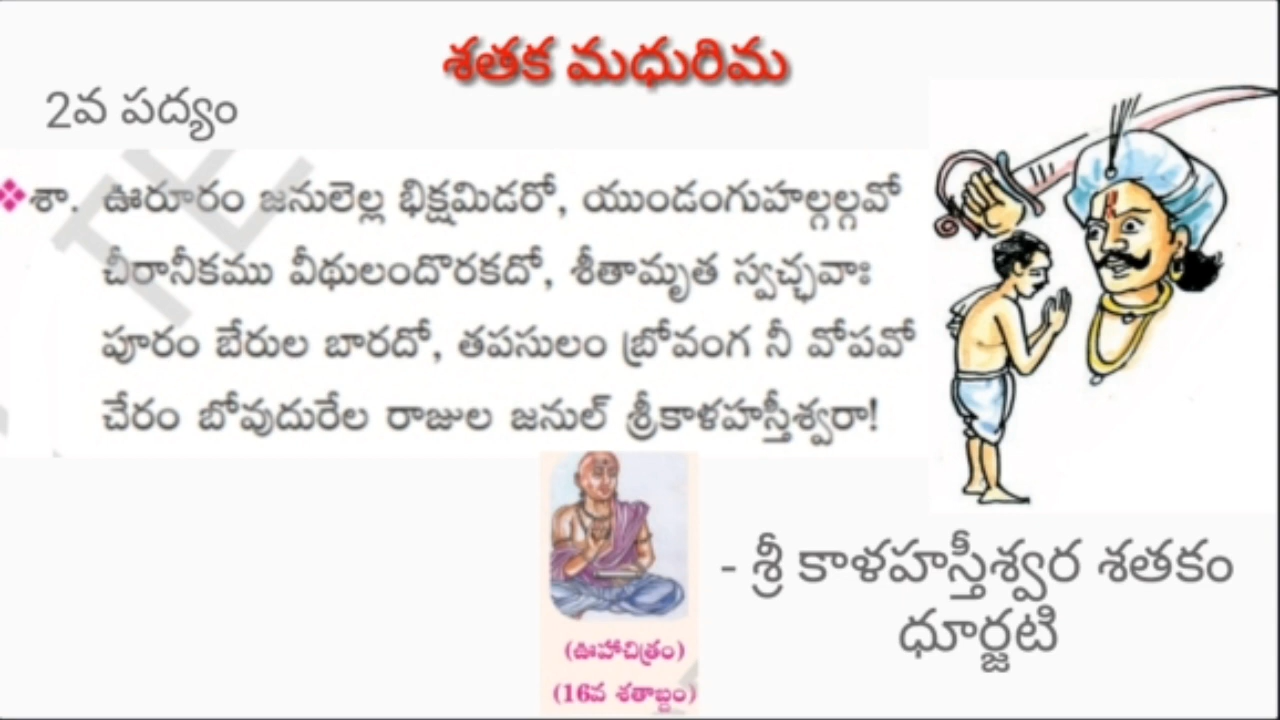 శతక మధురిమ
2వ పద్యం
❖శా. ఊరూరం జనులెల్ల భిక్షమిడరో, యుండంగుహల్గల్గవో
చీరానీకము వీథులందొరకదో, శీతామృత స్వచ్ఛవాః
పూరం బేరుల బారదో, తపసులం బ్రోవంగ నీ వోపవో
చేరం బోవుదురేల రాజుల జనుల్ శ్రీకాళహస్తీశ్వరా!
- శ్రీ కాళహస్తీశ్వర శతకం
ధూర్జటి
(ఊహాచిత్రం)
(16వ శతాబ్దం)